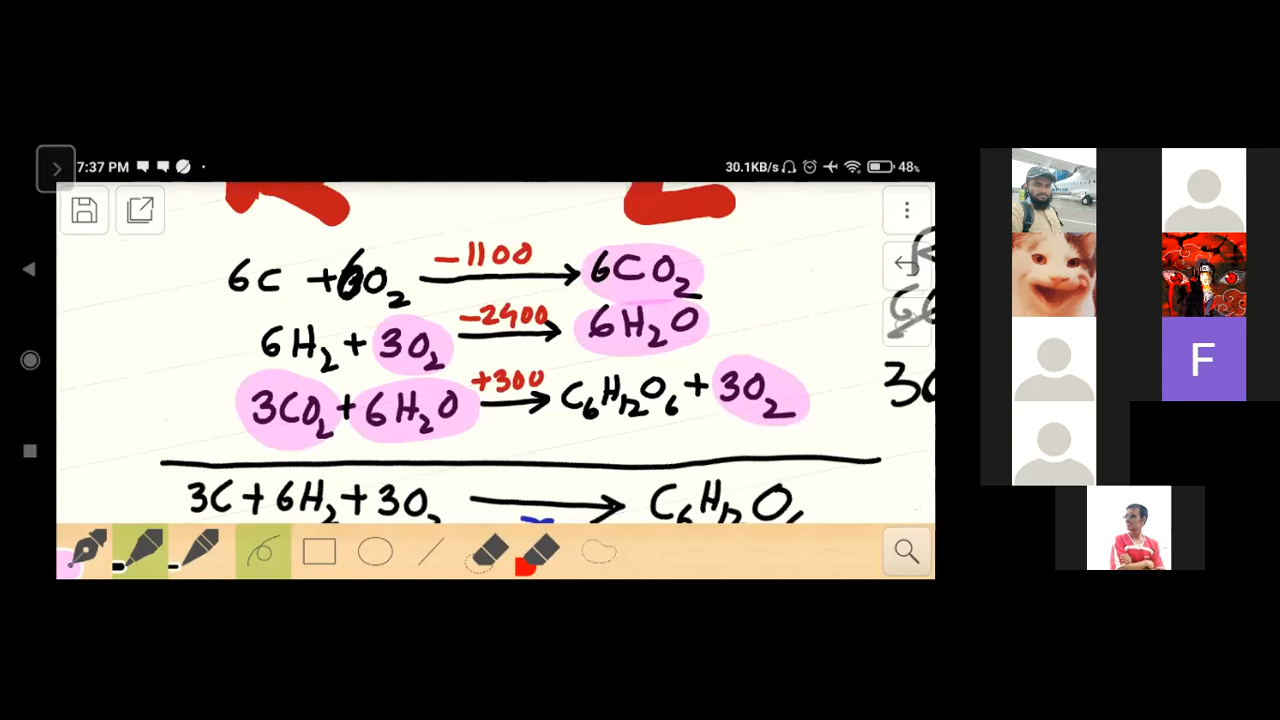 7:37 PM
30.1KB/s
48%
6C + 6O₂ -1100 → 6CO₂
6H₂ + 3O₂ -2400 → 6H₂O
3CO₂ + 6H₂O +300 → C₆H₁₂O₆ + 3O₂
3C + 6H₂ + 3O₂ → C₆H₁₂O₆
F